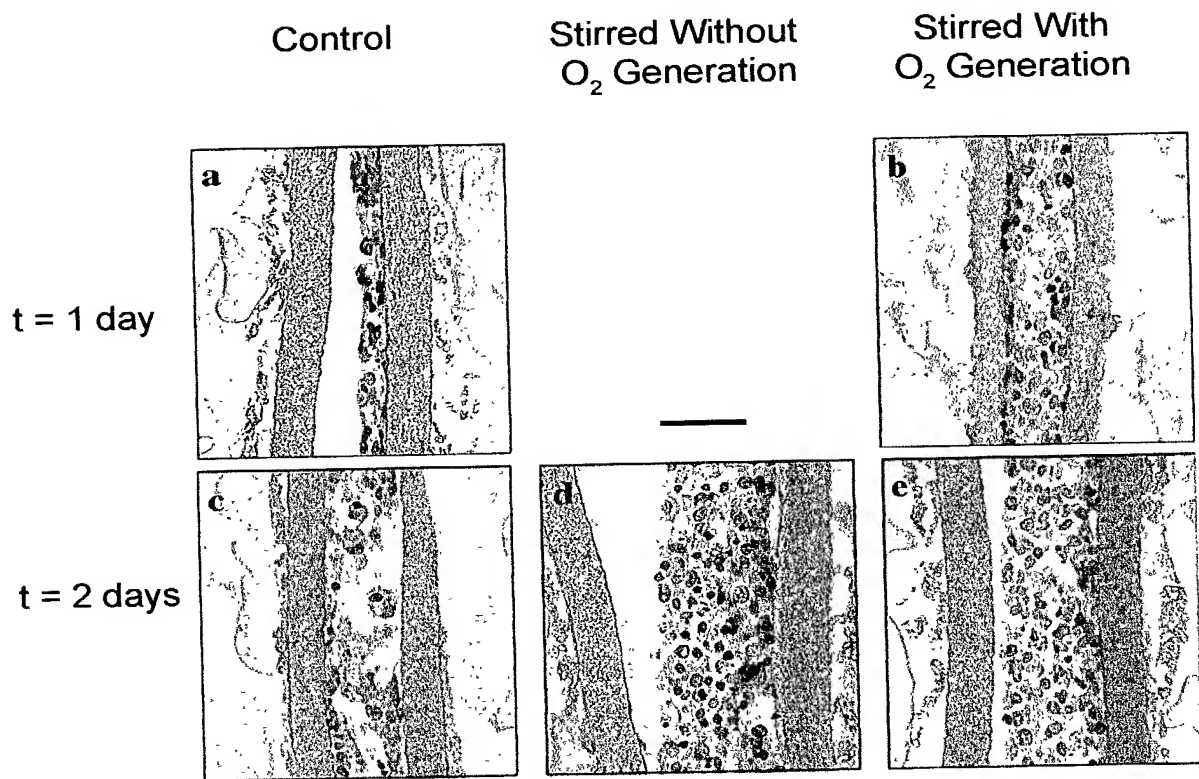 Control
Stirred Without
O₂ Generation
Stirred With
O₂ Generation
a
b
t = 1 day
c
d
e
t = 2 days